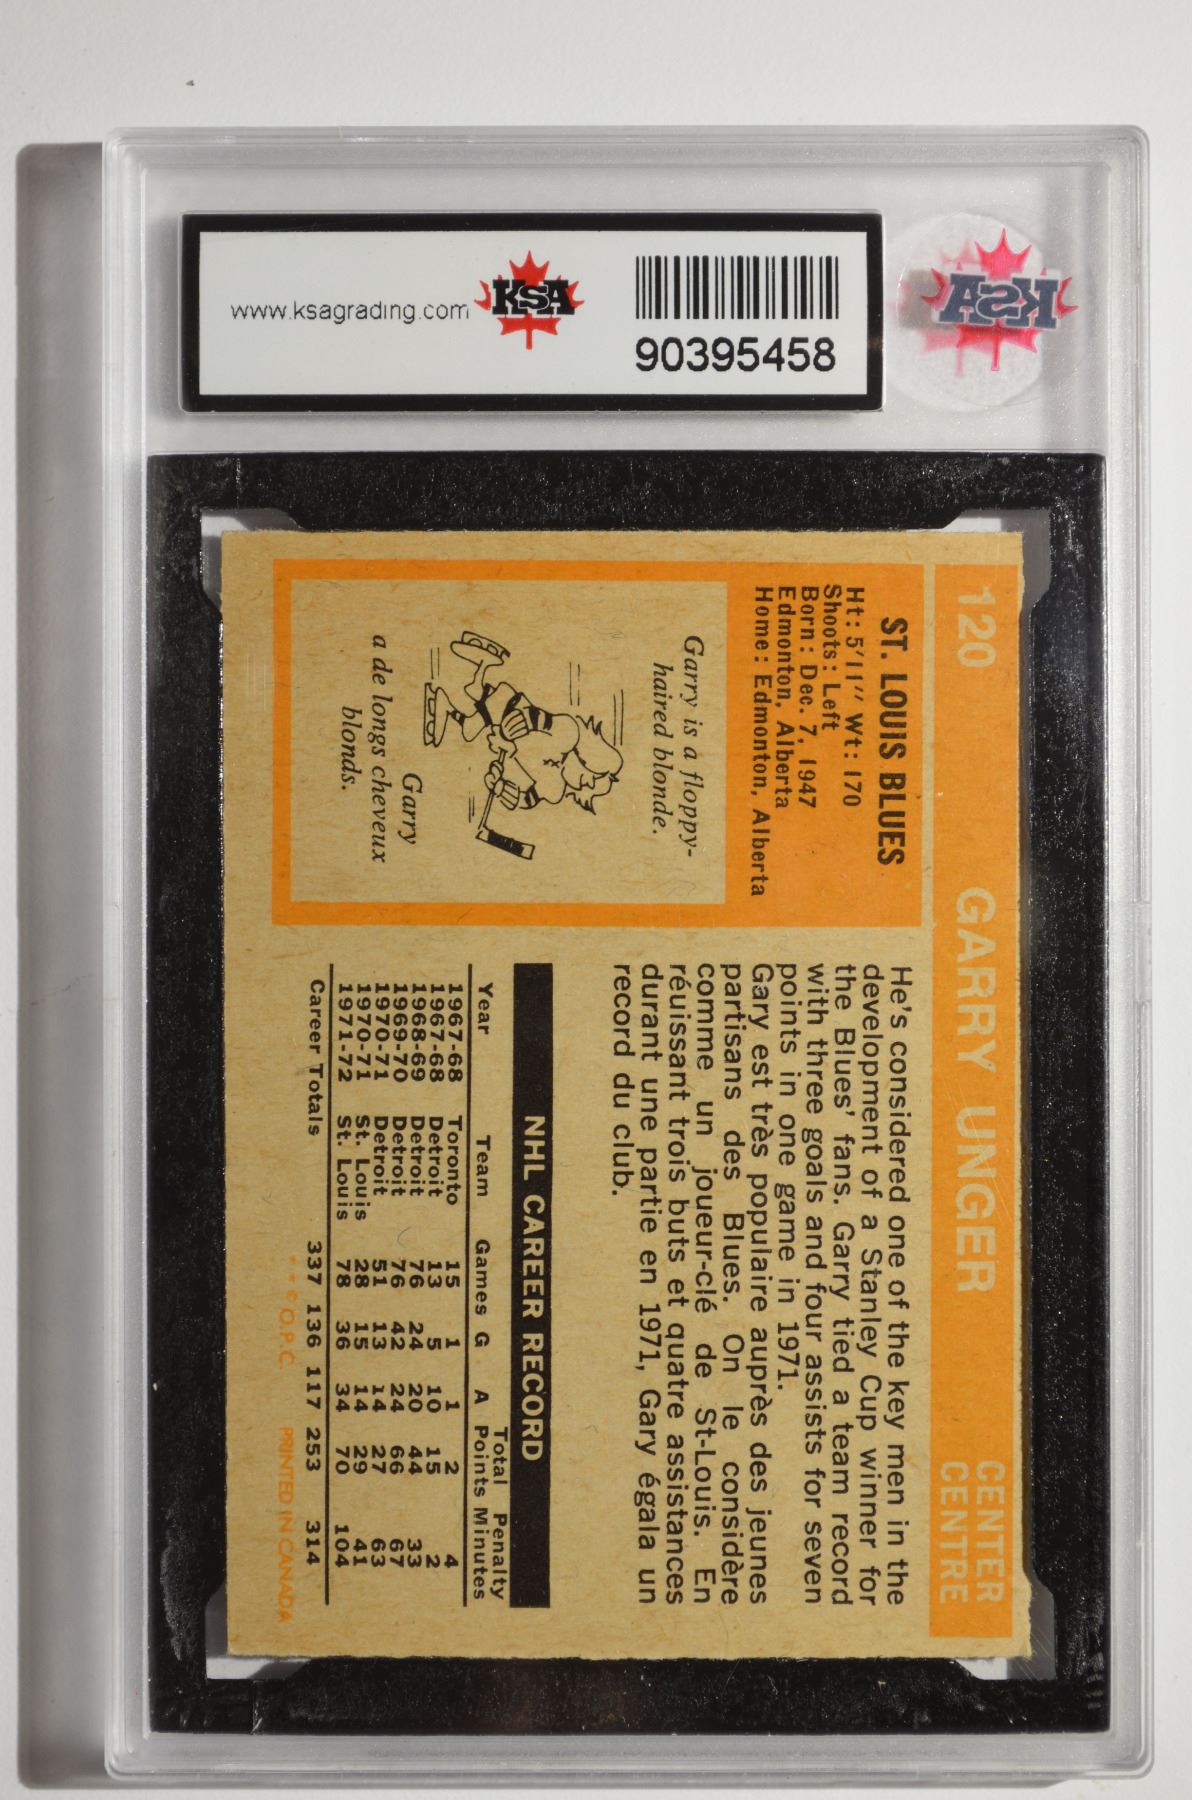 www.ksagrading.com
KSA
90395458
KSA
120
GARRY UNGER
CENTER
CENTRE
ST. LOUIS BLUES
Ht: 5'11" Wt: 170
Shoots: Left
Born: Dec. 7, 1947
Edmonton, Alberta
Home: Edmonton, Alberta
Garry is a floppy-
haired blonde.
Garry
a de longs cheveux
blonds.
He's considered one of the key men in the
development of a Stanley Cup winner for
the Blues' fans. Garry tied a team record
with three goals and four assists for seven
points in one game in 1971.
Gary est très populaire auprès des jeunes
partisans des Blues. On le considère
comme un joueur-clé de St-Louis. En
réuissant trois buts et quatre assistances
durant une partie en 1971, Gary égala un
record du club.
NHL CAREER RECORD
Year Team Games G A Total Points Penalty Minutes
1967-68 Toronto 15 1 1 2 4
1967-68 Detroit 13 5 10 15 2
1968-69 Detroit 76 24 20 44 33
1969-70 Detroit 76 42 24 66 67
1970-71 Detroit 51 13 14 27 63
1970-71 St. Louis 28 15 14 29 41
1971-72 St. Louis 78 36 34 70 104
Career Totals 337 136 117 253 314
**© O.P.C. PRINTED IN CANADA